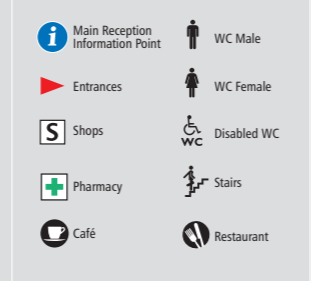 i Main Reception
Information Point
Entrances
S Shops
Pharmacy
Café
WC Male
WC Female
WC Disabled WC
Stairs
Restaurant